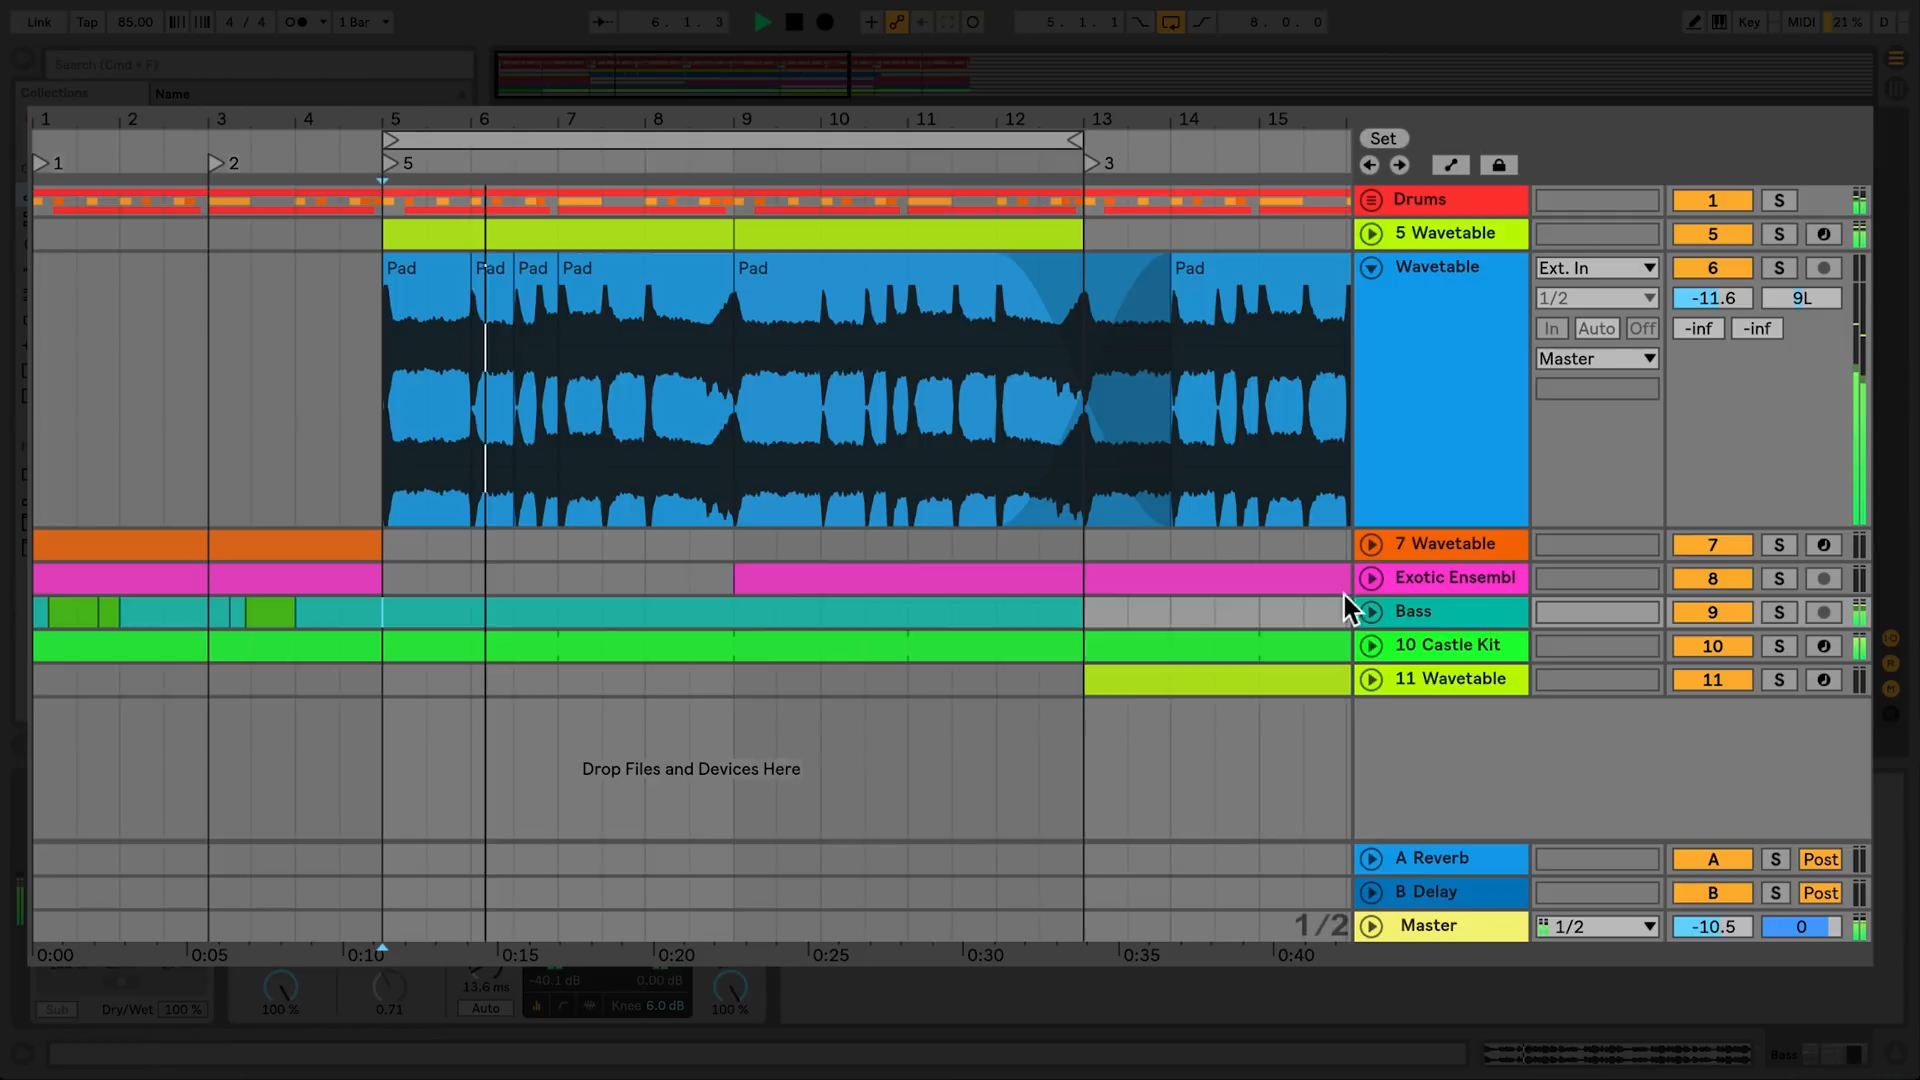 Link Tap 85.00 4 / 4 1 Bar 6. 1. 3 5. 1. 1 8. 0. 0 Key MIDI 21 % D
Search (Cmd + F)
Collections Name
1 2 3 4 5 6 7 8 9 10 11 12 13 14 15
Set
1 2 5 3
Drums 1 S
5 Wavetable 5 S
Pad Pad Pad Pad Pad Pad Wavetable Ext. In 6 S
1/2 -11.6 9L
In Auto Off -inf -inf
Master
7 Wavetable 7 S
Exotic Ensembl 8 S
Bass 9 S
10 Castle Kit 10 S
11 Wavetable 11 S
Drop Files and Devices Here
A Reverb A S Post
B Delay B S Post
1/2 Master 1/2 -10.5 0
0:00 0:05 0:10 0:15 0:20 0:25 0:30 0:35 0:40
-40.1 dB 0.00 dB
13.6 ms
Sub Dry/Wet 100 % 100 % 0.71 Auto Knee 6.0 dB 100 %
Bass